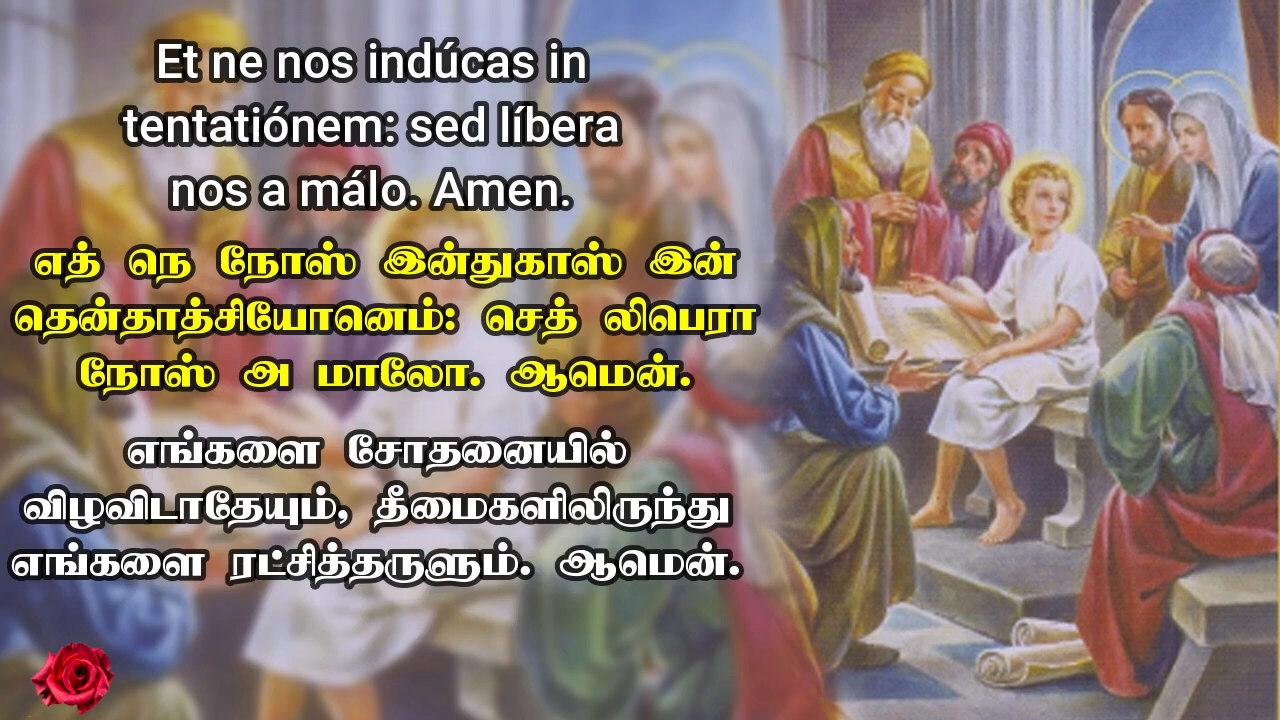 Et ne nos indúcas in
tentatiónem: sed líbera
nos a málo. Amen.
எத் நெ நோஸ் இன்துகாஸ் இன்
தென்தாத்சியோனெம்: செத் லிபெரா
நோஸ் அ மாலோ. ஆமென்.
எங்களை சோதனையில்
விழவிடாதேயும், தீமைகளிலிருந்து
எங்களை ரட்சித்தருளும். ஆமென்.